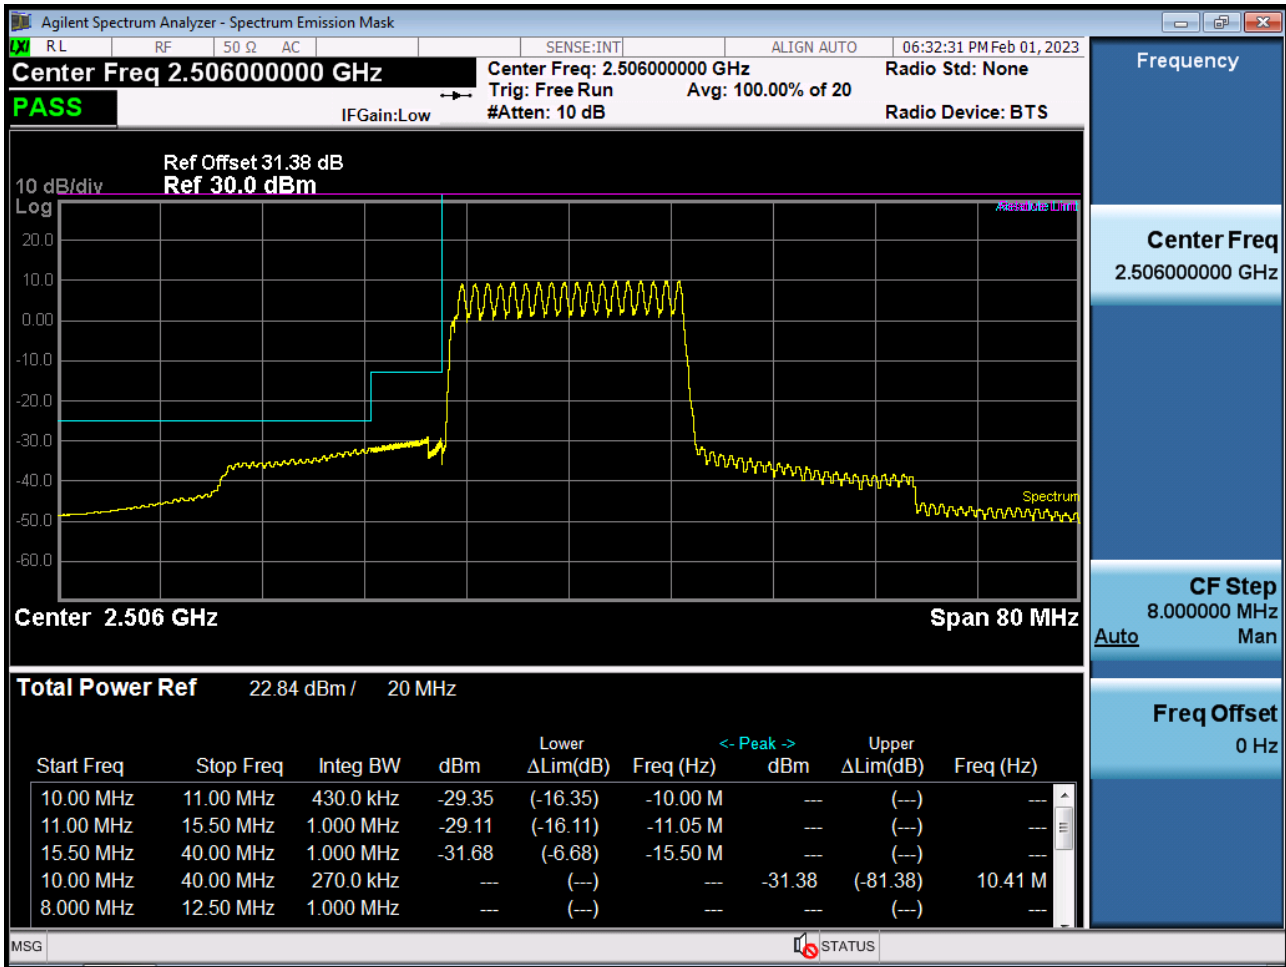 Agilent Spectrum Analyzer - Spectrum Emission Mask
LXI RL RF 50 Ω AC SENSE:INT ALIGN AUTO 06:32:31 PM Feb 01, 2023
Center Freq 2.506000000 GHz
Center Freq: 2.506000000 GHz
Radio Std: None
Trig: Free Run Avg: 100.00% of 20
PASS
IFGain:Low
#Atten: 10 dB
Radio Device: BTS
Ref Offset 31.38 dB
10 dB/div Ref 30.0 dBm
Log
20.0
10.0
0.00
-10.0
-20.0
-30.0
-40.0
-50.0
-60.0
Spectrum
Center 2.506 GHz Span 80 MHz
Total Power Ref 22.84 dBm / 20 MHz
Lower <- Peak -> Upper
Start Freq Stop Freq Integ BW dBm ΔLim(dB) Freq (Hz) dBm ΔLim(dB) Freq (Hz)
10.00 MHz 11.00 MHz 430.0 kHz -29.35 (-16.35) -10.00 M --- (---) ---
11.00 MHz 15.50 MHz 1.000 MHz -29.11 (-16.11) -11.05 M --- (---) ---
15.50 MHz 40.00 MHz 1.000 MHz -31.68 (-6.68) -15.50 M --- (---) ---
10.00 MHz 40.00 MHz 270.0 kHz --- (---) --- -31.38 (-81.38) 10.41 M
8.000 MHz 12.50 MHz 1.000 MHz --- (---) --- --- (---) ---
MSG STATUS
Frequency
Center Freq
2.506000000 GHz
CF Step
8.000000 MHz
Auto Man
Freq Offset
0 Hz